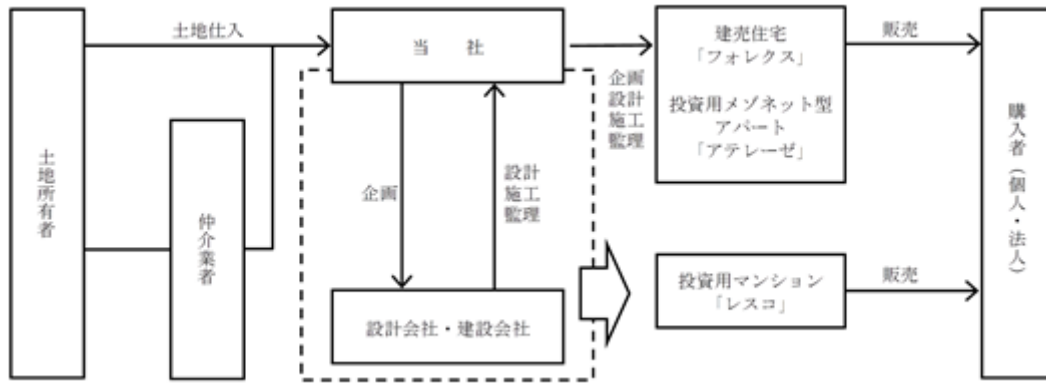 土地所有者
土地仕入
仲介業者
当　社
企画
設計
施工
監理
設計会社・建設会社
企画
設計
施工
監理
建売住宅
「フォレクス」
投資用メゾネット型
アパート
「アテレーゼ」
投資用マンション
「レスコ」
販売
販売
購入者（個人・法人）